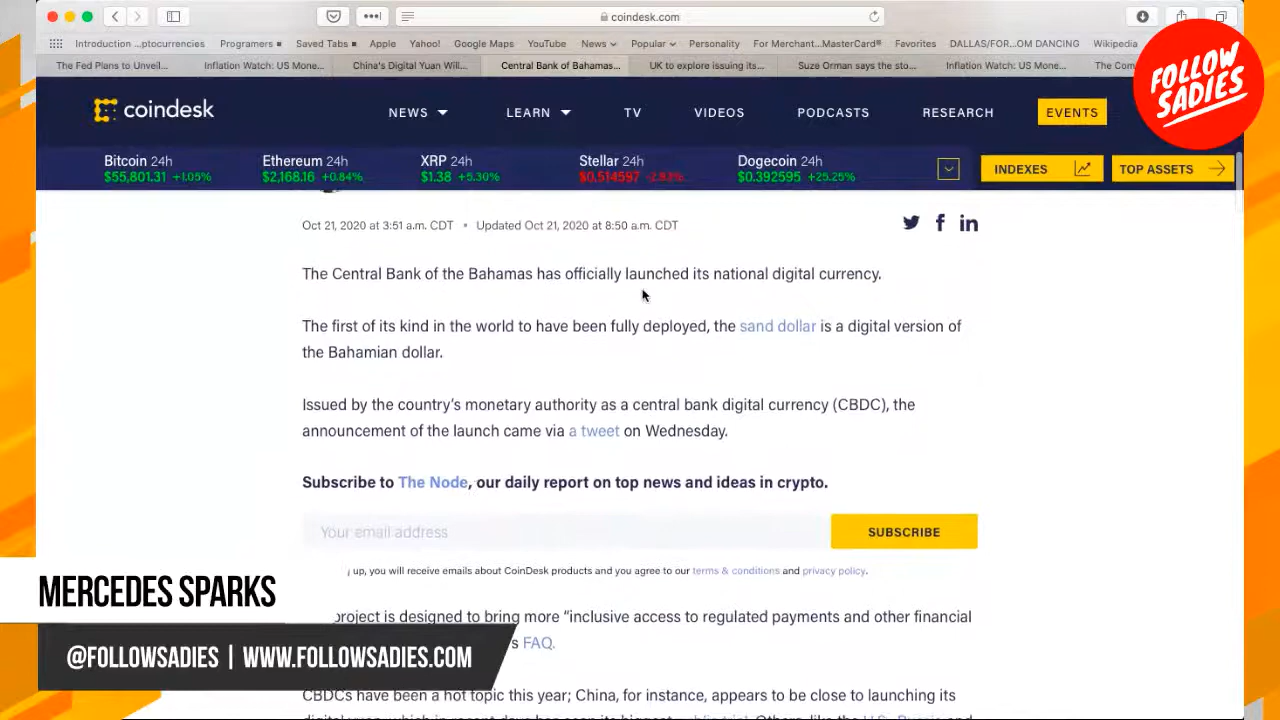 coindesk.com
Introduction ...ptocurrencies Programers Saved Tabs Apple Yahoo! Google Maps YouTube News Popular Personality For Merchant...MasterCard® Favorites DALLAS/FOR...OM DANCING Wikipedia
The Fed Plans to Unveil... Inflation Watch: US Mone... China's Digital Yuan Wil... Central Bank of Bahamas... UK to explore issuing its... Suze Orman says the sto... Inflation Watch: US Mone... The Com
FOLLOW
SADIES
coindesk NEWS LEARN TV VIDEOS PODCASTS RESEARCH EVENTS
Bitcoin 24h Ethereum 24h XRP 24h Stellar 24h Dogecoin 24h
$55,801.31 +1.05% $2,168.16 +0.84% $1.38 +5.30% $0.514597 -2.93% $0.392595 +25.25%
INDEXES TOP ASSETS
Oct 21, 2020 at 3:51 a.m. CDT • Updated Oct 21, 2020 at 8:50 a.m. CDT
The Central Bank of the Bahamas has officially launched its national digital currency.
The first of its kind in the world to have been fully deployed, the sand dollar is a digital version of
the Bahamian dollar.
Issued by the country's monetary authority as a central bank digital currency (CBDC), the
announcement of the launch came via a tweet on Wednesday.
Subscribe to The Node, our daily report on top news and ideas in crypto.
Your email address SUBSCRIBE
up, you will receive emails about CoinDesk products and you agree to our terms & conditions and privacy policy.
MERCEDES SPARKS
project is designed to bring more “inclusive access to regulated payments and other financial
s FAQ.
@FOLLOWSADIES | WWW.FOLLOWSADIES.COM
CBDCs have been a hot topic this year; China, for instance, appears to be close to launching its